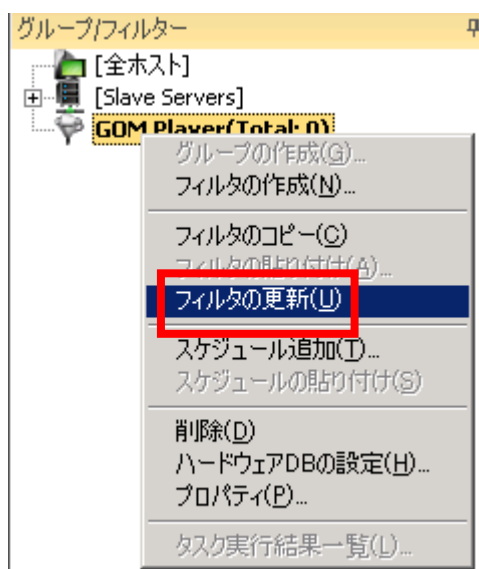 グループ/フィルター
[全ホスト]
[Slave Servers]
GOM Player(Total: 0)
グループの作成(G)...
フィルタの作成(N)...
フィルタのコピー(C)
フィルタの貼り付け(A)...
フィルタの更新(U)
スケジュール追加(T)...
スケジュールの貼り付け(S)
削除(D)
ハードウェアDBの設定(H)...
プロパティ(P)...
タスク実行結果一覧(L)...